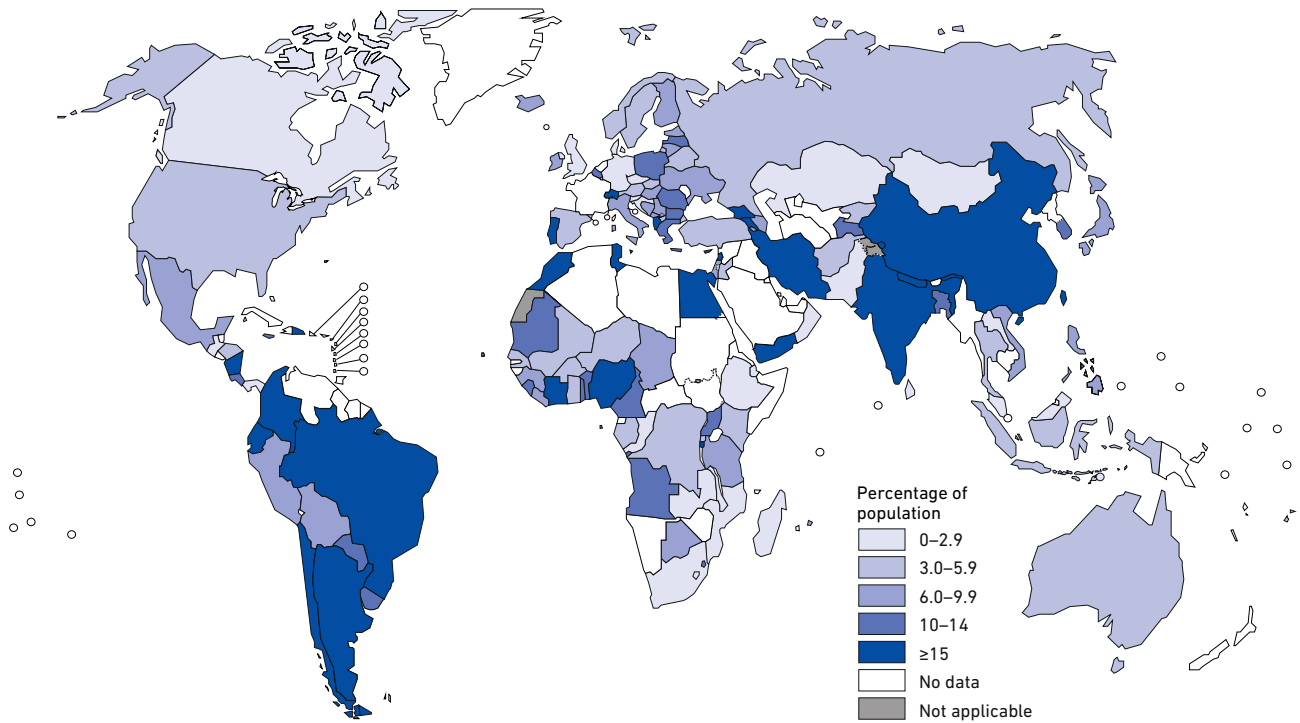 Percentage of
population
0–2.9
3.0–5.9
6.0–9.9
10–14
≥15
No data
Not applicable